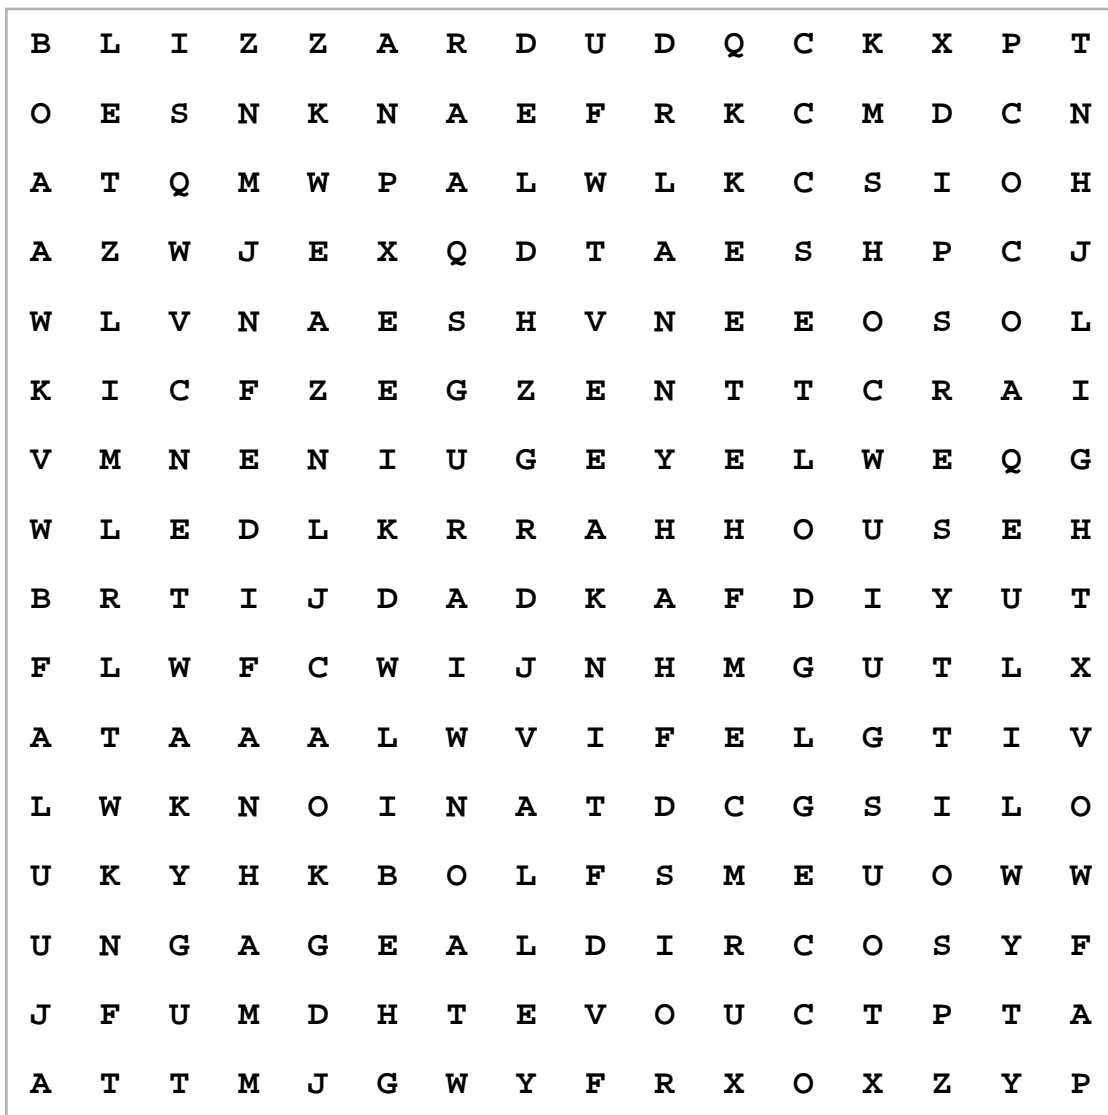 B L I Z Z A R D U D Q C K X P T
O E S N K N A E F R K C M D C N
A T Q M W P A L W L K C S I O H
A Z W J E X Q D T A E S H P C J
W L V N A E S H V N E E O S O L
K I C F Z E G Z E N T T C R A I
V M N E N I U G E Y E L W E Q G
W L E D L K R R A H H O U S E H
B R T I J D A D K A F D I Y U T
F L W F C W I J N H M G U T L X
A T A A A L W V I F E L G T I V
L W K N O I N A T D C G S I L O
U K Y H K B O L F S M E U O W W
U N G A G E A L D I R C O S Y F
J F U M D H T E V O U C T P T A
A T T M J G W Y F R X O X Z Y P